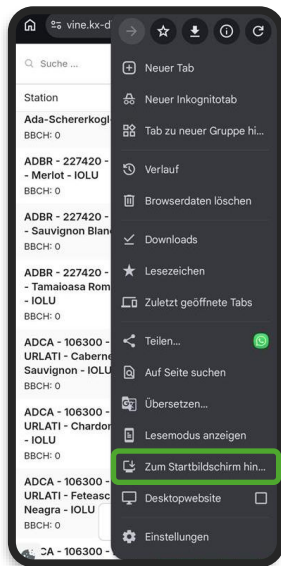 vine.kx-d
Suche ...
Station
Ada-Schererkogl
BBCH: 0
ADBR - 227420 -
- Merlot - IOLU
BBCH: 0
ADBR - 227420 -
- Sauvignon Blan
BBCH: 0
ADBR - 227420 -
- Tamaioasa Rom
- IOLU
BBCH: 0
ADCA - 106300 -
URLATI - Caberne
Sauvignon - IOLU
BBCH: 0
ADCA - 106300 -
URLATI - Chardor
- IOLU
BBCH: 0
ADCA - 106300 -
URLATI - Feteasc
Neagra - IOLU
BBCH: 0
CA - 106300 -
Neuer Tab
Neuer Inkognitotab
Tab zu neuer Gruppe hi...
Verlauf
Browserdaten löschen
Downloads
Lesezeichen
Zuletzt geöffnete Tabs
Teilen...
Auf Seite suchen
Übersetzen...
Lesemodus anzeigen
Zum Startbildschirm hin...
Desktopwebsite
Einstellungen